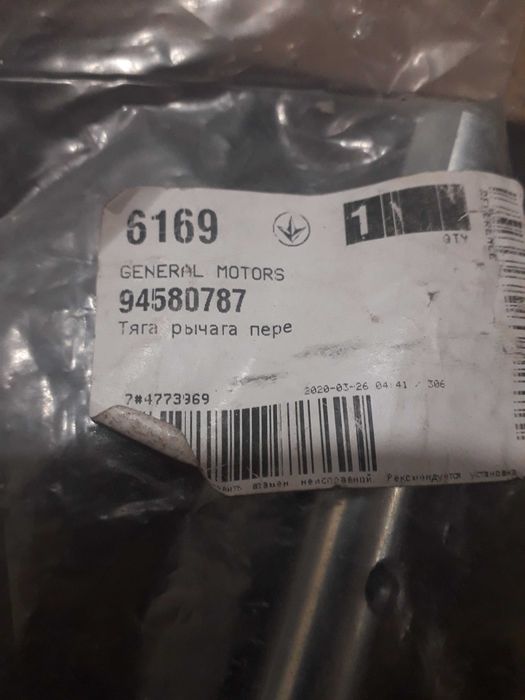 6169
1
QTY
GENERAL MOTORS
94580787
Тяга рычага пере
7#4773969
2020-03-26 04:41 / 306
взамен неисправной. Рекомендуется установка